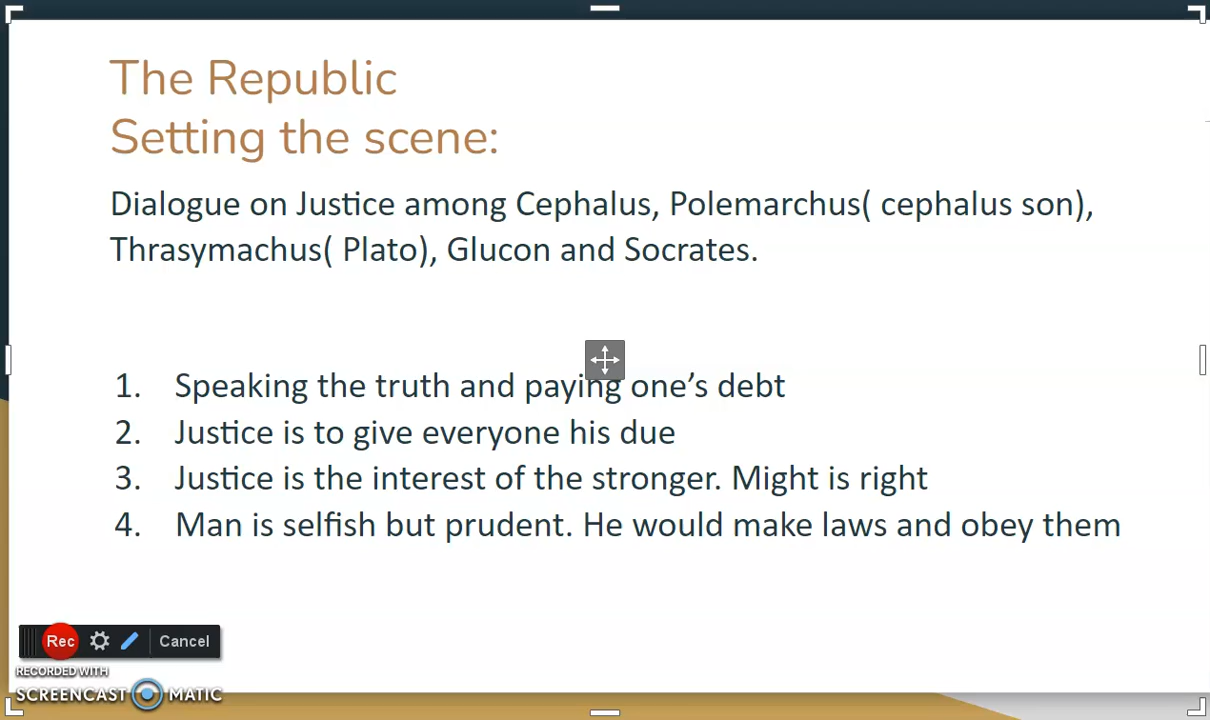 The Republic
Setting the scene:
Dialogue on Justice among Cephalus, Polemarchus( cephalus son),
Thrasymachus( Plato), Glucon and Socrates.
1. Speaking the truth and paying one’s debt
2. Justice is to give everyone his due
3. Justice is the interest of the stronger. Might is right
4. Man is selfish but prudent. He would make laws and obey them
Rec Cancel
RECORDED WITH
SCREENCAST MATIC